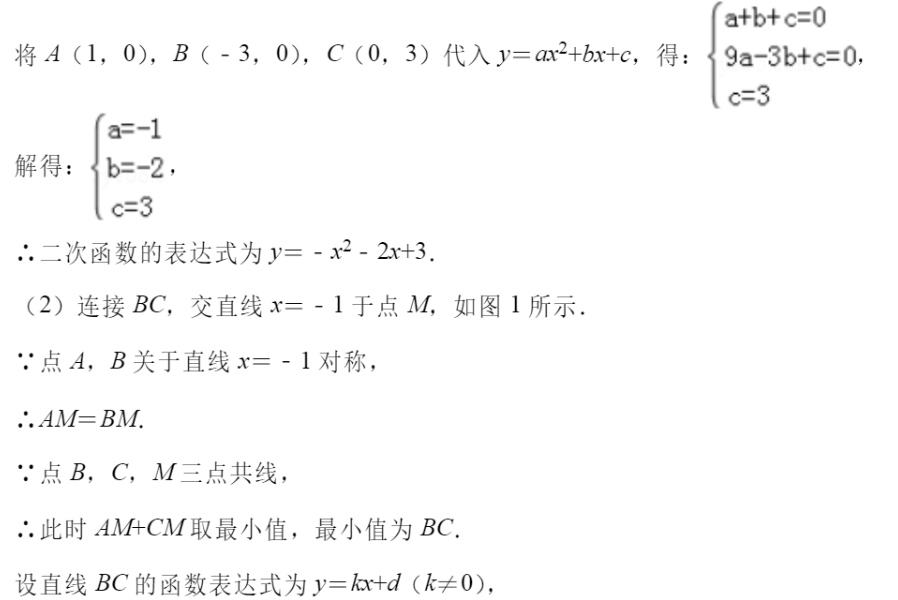 将 A（1，0），B（﹣3，0），C（0，3）代入 y＝ax²+bx+c，得：{a+b+c=0
9a-3b+c=0，
c=3
解得：{a=-1
b=-2，
c=3
∴二次函数的表达式为 y＝﹣x²﹣2x+3．
（2）连接 BC，交直线 x＝﹣1 于点 M，如图 1 所示．
∵点 A，B 关于直线 x＝﹣1 对称，
∴AM＝BM．
∵点 B，C，M 三点共线，
∴此时 AM+CM 取最小值，最小值为 BC．
设直线 BC 的函数表达式为 y＝kx+d（k≠0），